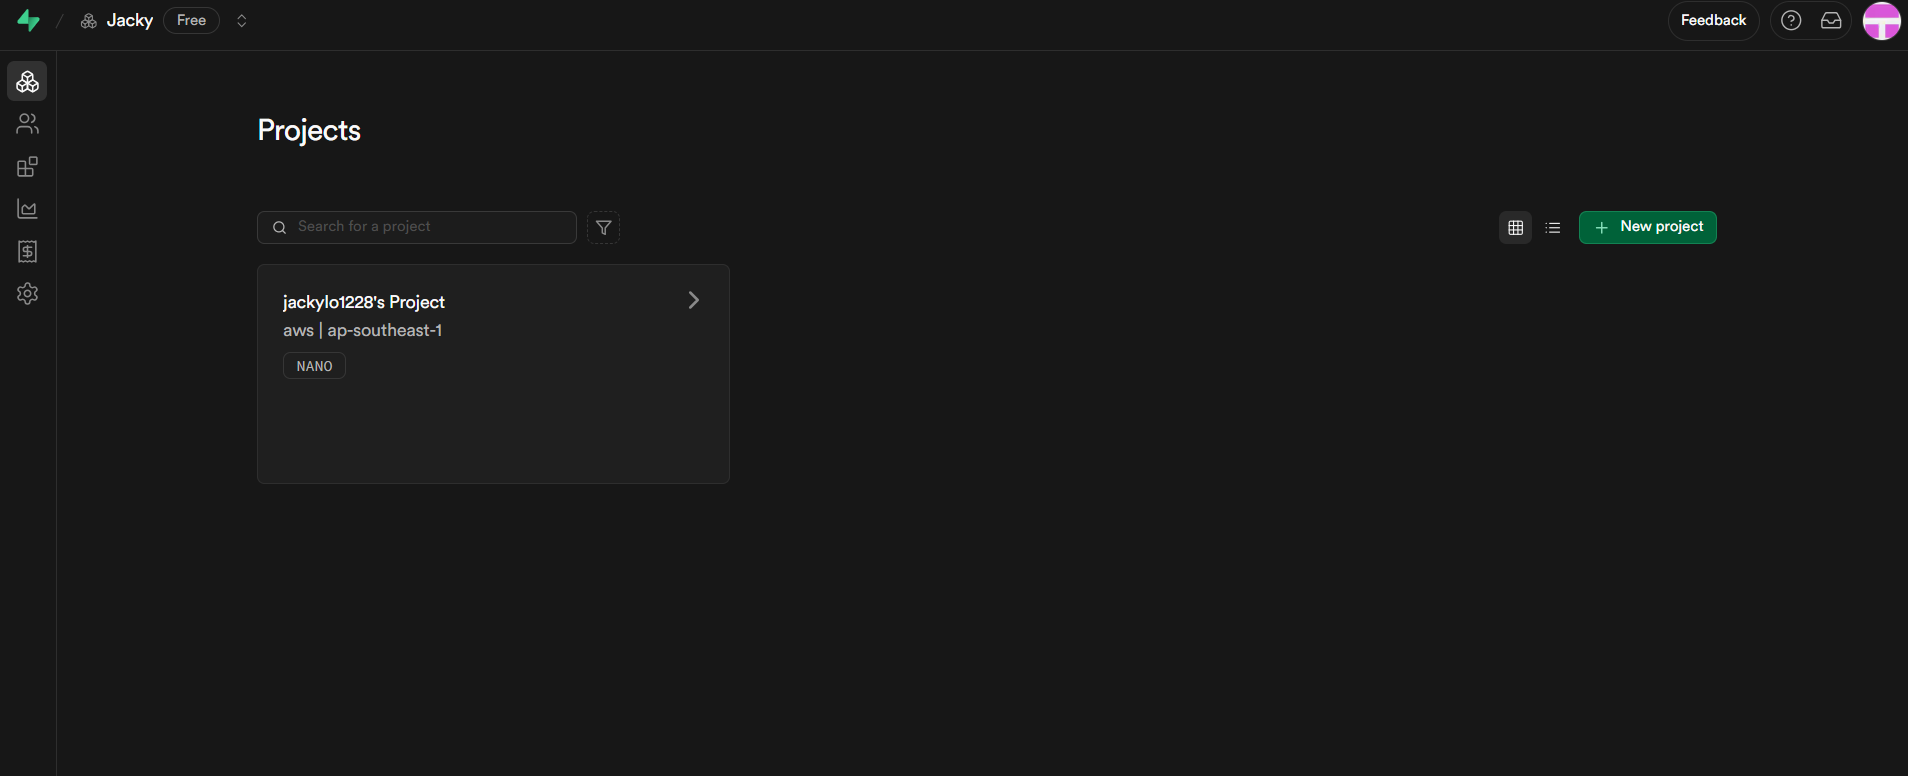 Jacky Free
Feedback
Projects
Search for a project
New project
jackylo1228's Project
aws | ap-southeast-1
NANO